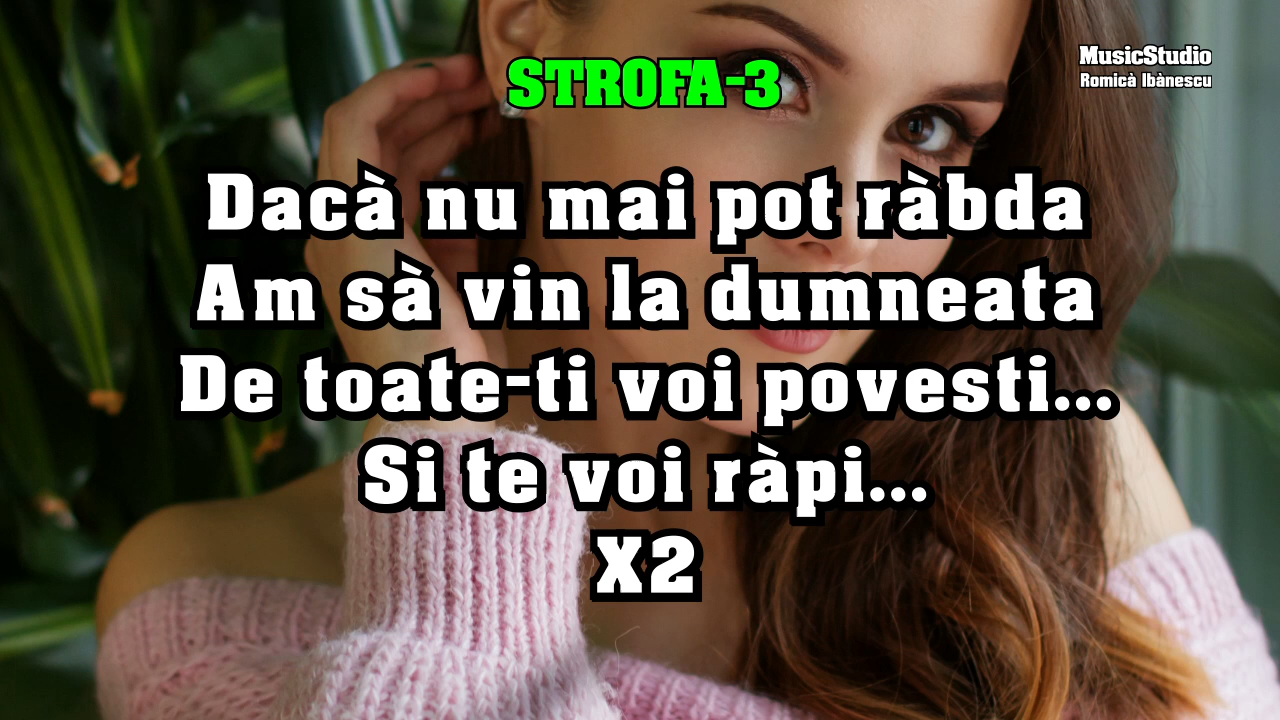 STROFA-3
MusicStudio
Romicà Ibànescu
Dacà nu mai pot ràbda
Am sà vin la dumneata
De toate-ti voi povesti...
Si te voi ràpi...
X2